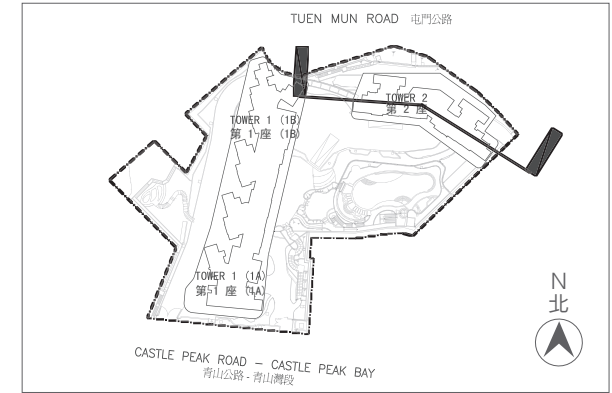 TUEN MUN ROAD 屯門公路
TOWER 2
第 2 座
TOWER 1 (1B)
第 1 座 (1B)
TOWER 1 (1A)
第 1 座 (1A)
N
北
CASTLE PEAK ROAD - CASTLE PEAK BAY
青山公路 - 青山灣段